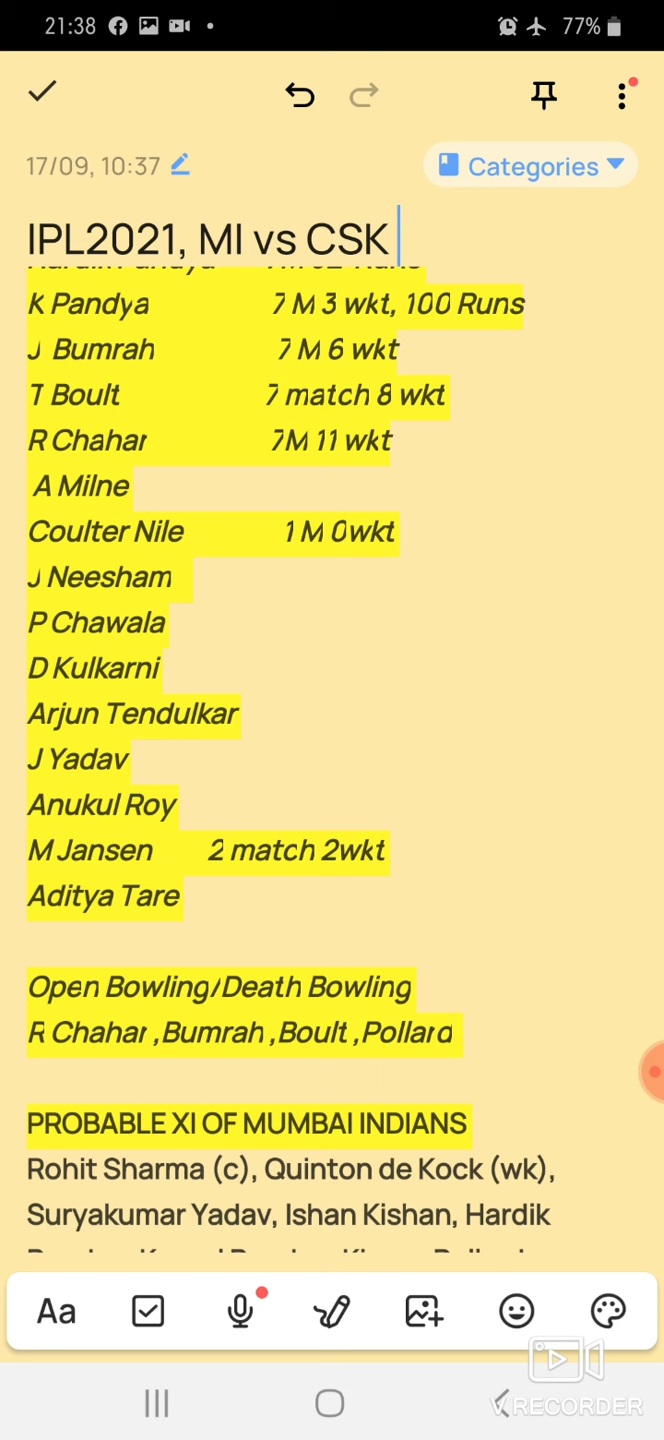 21:38
77%
17/09, 10:37
Categories
IPL2021, MI vs CSK
K Pandya 7 M 3 wkt, 100 Runs
J Bumrah 7 M 6 wkt
T Boult 7 match 8 wkt
R Chahar 7M 11 wkt
A Milne
Coulter Nile 1 M 0wkt
J Neesham
P Chawala
D Kulkarni
Arjun Tendulkar
J Yadav
Anukul Roy
M Jansen 2 match 2wkt
Aditya Tare
Open Bowling/Death Bowling
R Chahar ,Bumrah ,Boult ,Pollard
PROBABLE XI OF MUMBAI INDIANS
Rohit Sharma (c), Quinton de Kock (wk),
Suryakumar Yadav, Ishan Kishan, Hardik
Aa
V.RECORDER